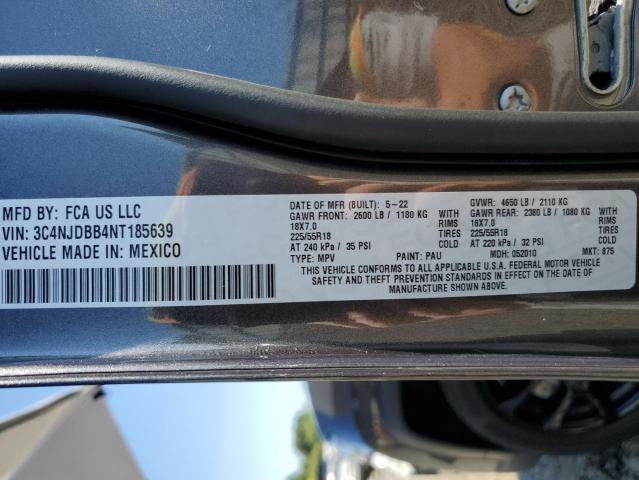 MFD BY: FCA US LLC
VIN: 3C4NJDBB4NT185639
VEHICLE MADE IN: MEXICO
DATE OF MFR (BUILT): 5-22 GVWR: 4650 LB / 2110 KG
GAWR FRONT: 2600 LB / 1180 KG WITH GAWR REAR: 2380 LB / 1080 KG WITH
18X7.0 RIMS 18X7.0 RIMS
225/55R18 TIRES 225/55R18 TIRES
AT 240 kPa / 35 PSI COLD AT 220 kPa / 32 PSI COLD
TYPE: MPV PAINT: PAU MDH: 052010 MKT: 875
THIS VEHICLE CONFORMS TO ALL APPLICABLE U.S.A. FEDERAL MOTOR VEHICLE
SAFETY AND THEFT PREVENTION STANDARDS IN EFFECT ON THE DATE OF
MANUFACTURE SHOWN ABOVE.